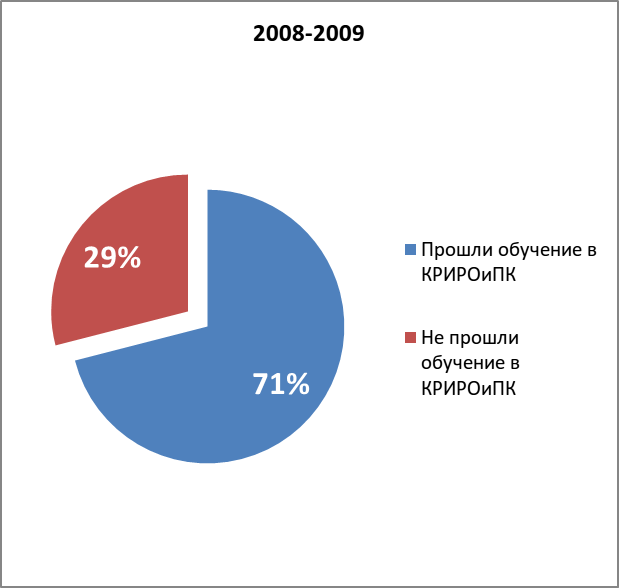 2008-2009
29%
71%
Прошли обучение в
КРИРОиПК
Не прошли
обучение в
КРИРОиПК